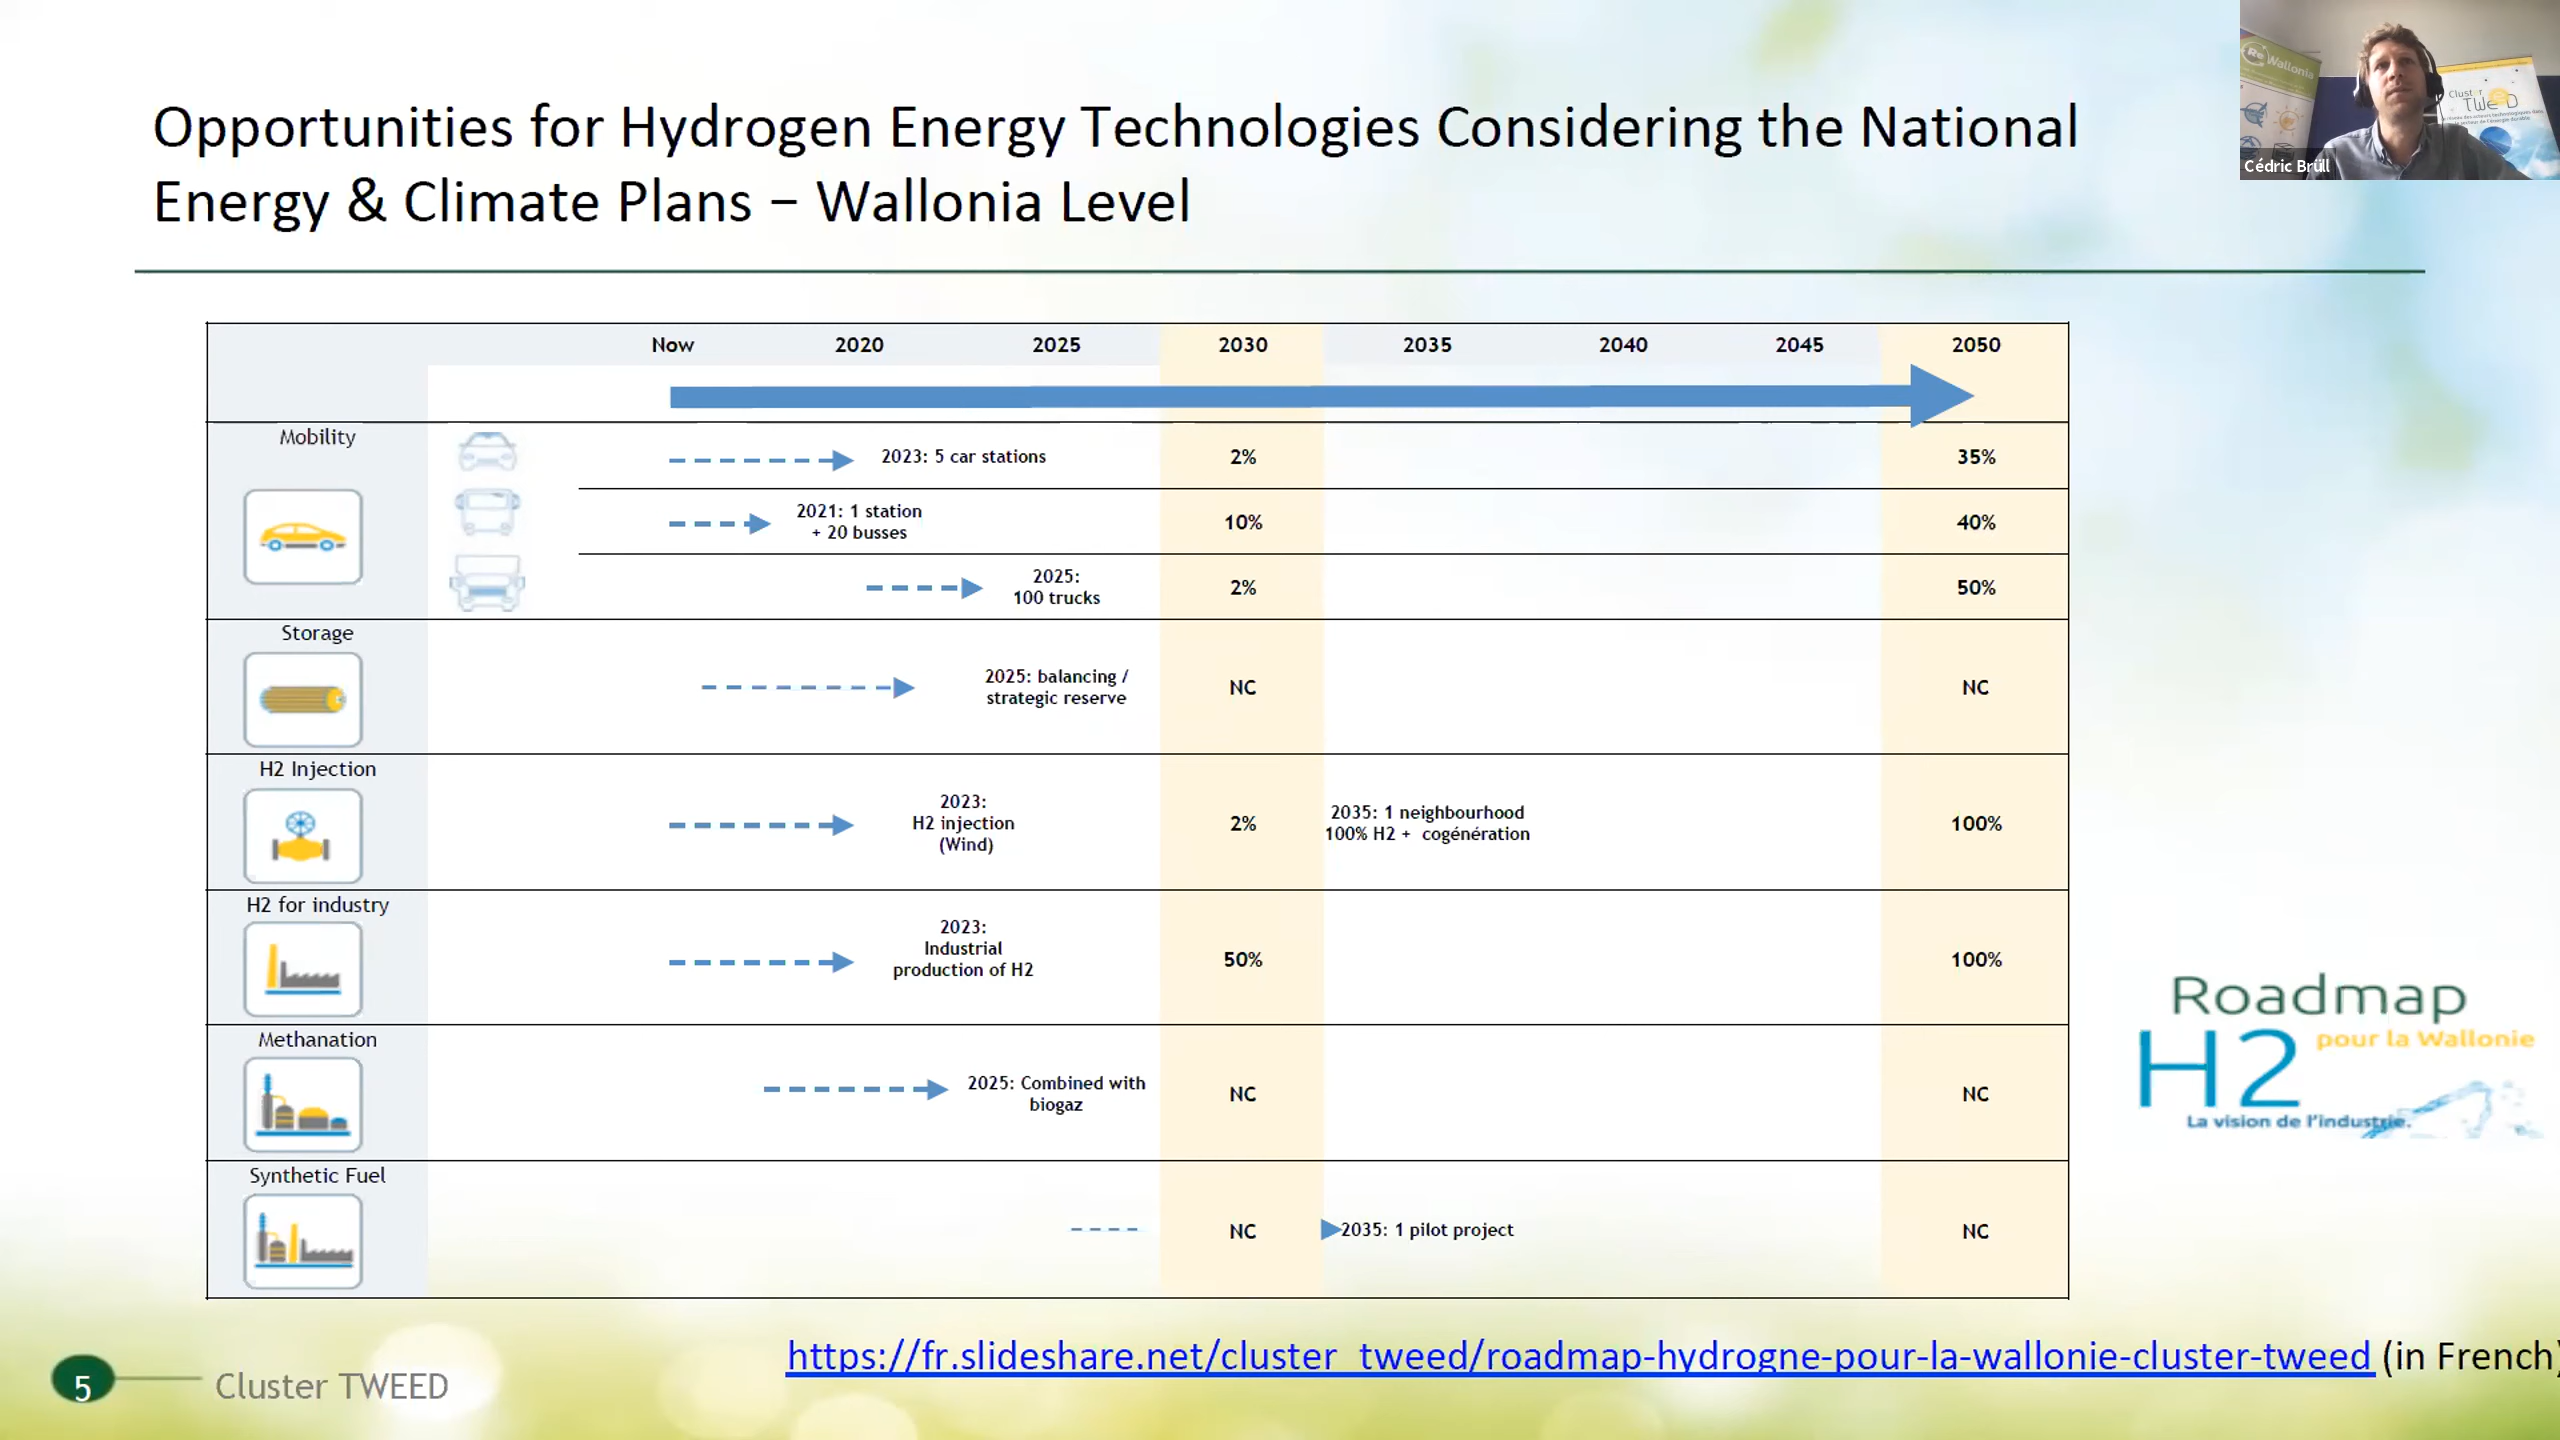 Opportunities for Hydrogen Energy Technologies Considering the National
Energy & Climate Plans – Wallonia Level
Wallonia
Cluster
TWEED
Cédric Brüll
Now 2020 2025 2030 2035 2040 2045 2050
Mobility
2023: 5 car stations 2% 35%
2021: 1 station
+ 20 busses
10% 40%
2025:
100 trucks
2% 50%
Storage
2025: balancing /
strategic reserve
NC NC
H2 Injection
2023:
H2 injection
(Wind)
2%
2035: 1 neighbourhood
100% H2 + cogénération
100%
H2 for industry
2023:
Industrial
production of H2
50% 100%
Methanation
2025: Combined with
biogaz
NC NC
Synthetic Fuel
NC 2035: 1 pilot project NC
Roadmap
H2 pour la Wallonie
La vision de l'industrie.
https://fr.slideshare.net/cluster_tweed/roadmap-hydrogne-pour-la-wallonie-cluster-tweed (in French)
5 Cluster TWEED